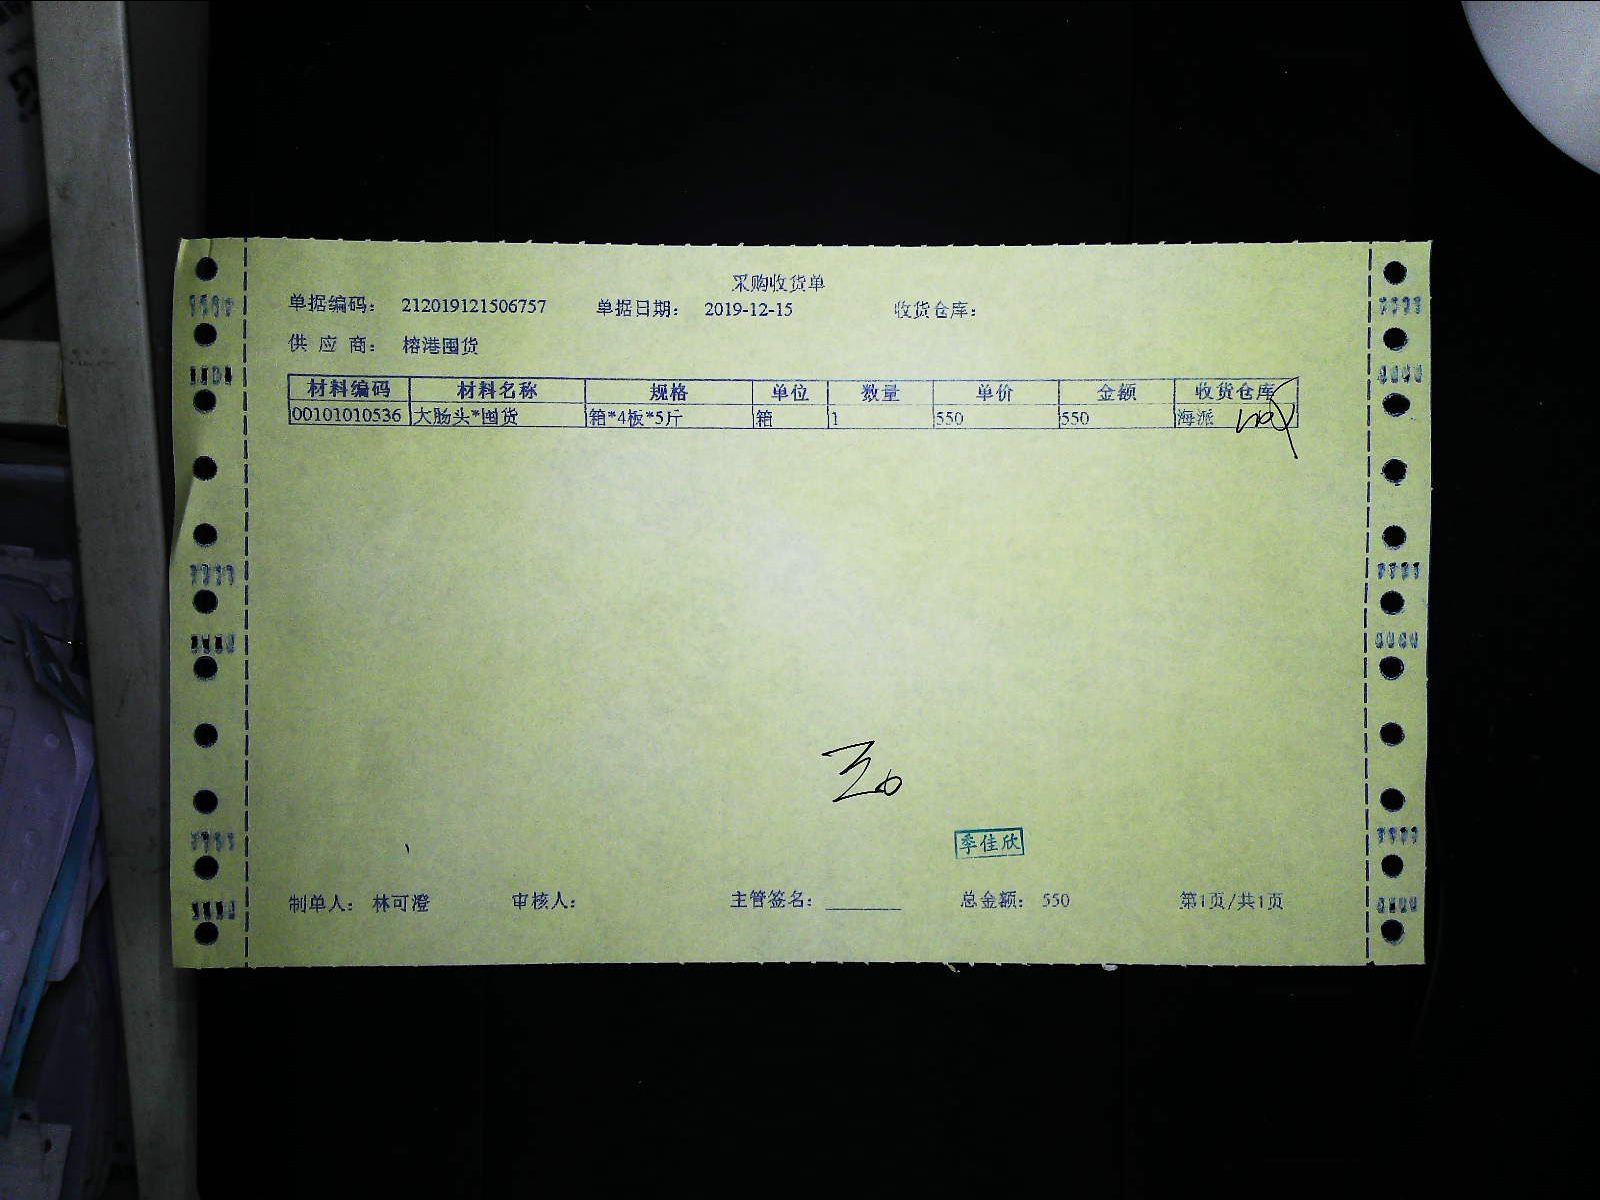 采购收货单
单据编码： 212019121506757 单据日期： 2019-12-15 收货仓库：
供 应 商： 榕港囤货
材料编码 材料名称 规格 单位 数量 单价 金额 收货仓库
00101010536 大肠头*囤货 箱*4板*5斤 箱 1 550 550 海派
季佳欣
制单人： 林可澄 审核人： 主管签名： 总金额： 550 第1页/共1页